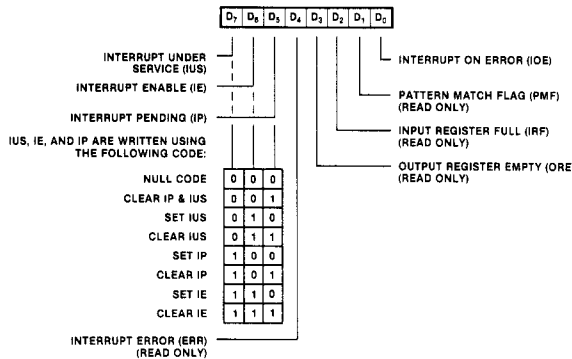 D7 D6 D5 D4 D3 D2 D1 D0
INTERRUPT UNDER
SERVICE (IUS)
INTERRUPT ENABLE (IE)
INTERRUPT PENDING (IP)
IUS, IE, AND IP ARE WRITTEN USING
THE FOLLOWING CODE:
NULL CODE 0 0 0
CLEAR IP & IUS 0 0 1
SET IUS 0 1 0
CLEAR IUS 0 1 1
SET IP 1 0 0
CLEAR IP 1 0 1
SET IE 1 1 0
CLEAR IE 1 1 1
INTERRUPT ERROR (ERR)
(READ ONLY)
INTERRUPT ON ERROR (IOE)
PATTERN MATCH FLAG (PMF)
(READ ONLY)
INPUT REGISTER FULL (IRF)
(READ ONLY)
OUTPUT REGISTER EMPTY (ORE
(READ ONLY)